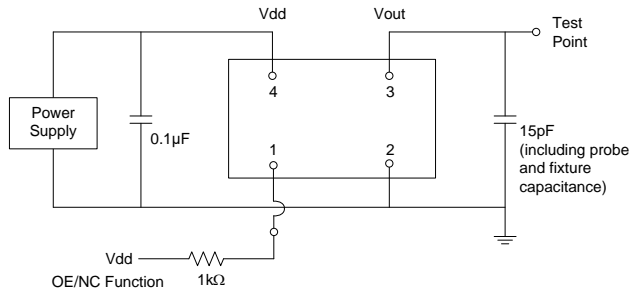 Vdd
Vout
Test
Point
4
3
Power
Supply
0.1µF
1
2
15pF
(including probe
and fixture
capacitance)
Vdd
OE/NC Function
1kΩ